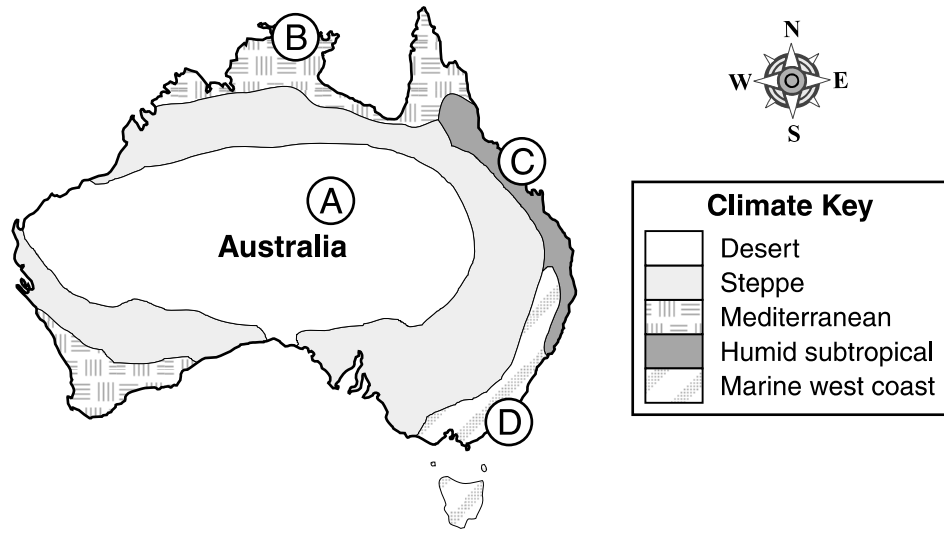 B
N
W E
S
C
A
Australia
D
Climate Key
Desert
Steppe
Mediterranean
Humid subtropical
Marine west coast